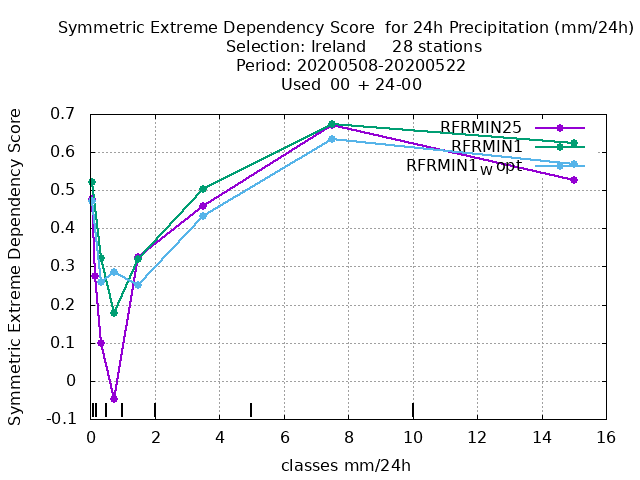 Symmetric Extreme Dependency Score  for 24h Precipitation (mm/24h)
Selection: Ireland     28 stations
Period: 20200508-20200522
Used  00 + 24-00
Symmetric Extreme Dependency Score
0.7
0.6
0.5
0.4
0.3
0.2
0.1
0
-0.1
RFRMIN25
RFRMIN1
RFRMIN1w opt
0 2 4 6 8 10 12 14 16
classes mm/24h